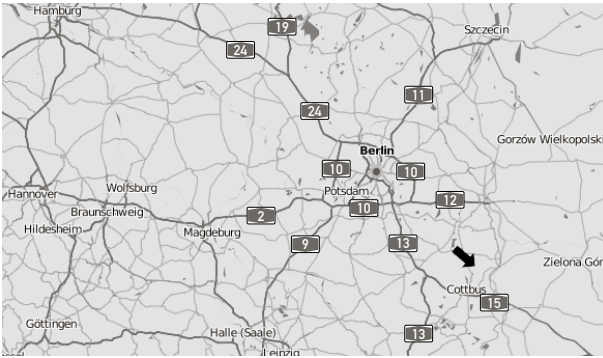 Hamburg
19
Szczecin
24
11
24
Gorzów Wielkopolski
Berlin
10
10
Hannover
Wolfsburg
Potsdam
12
Braunschweig
2
10
Hildesheim
Magdeburg
9
13
Zielona Gór
Cottbus
15
Göttingen
Halle (Saale)
13
Leipzig
ssel